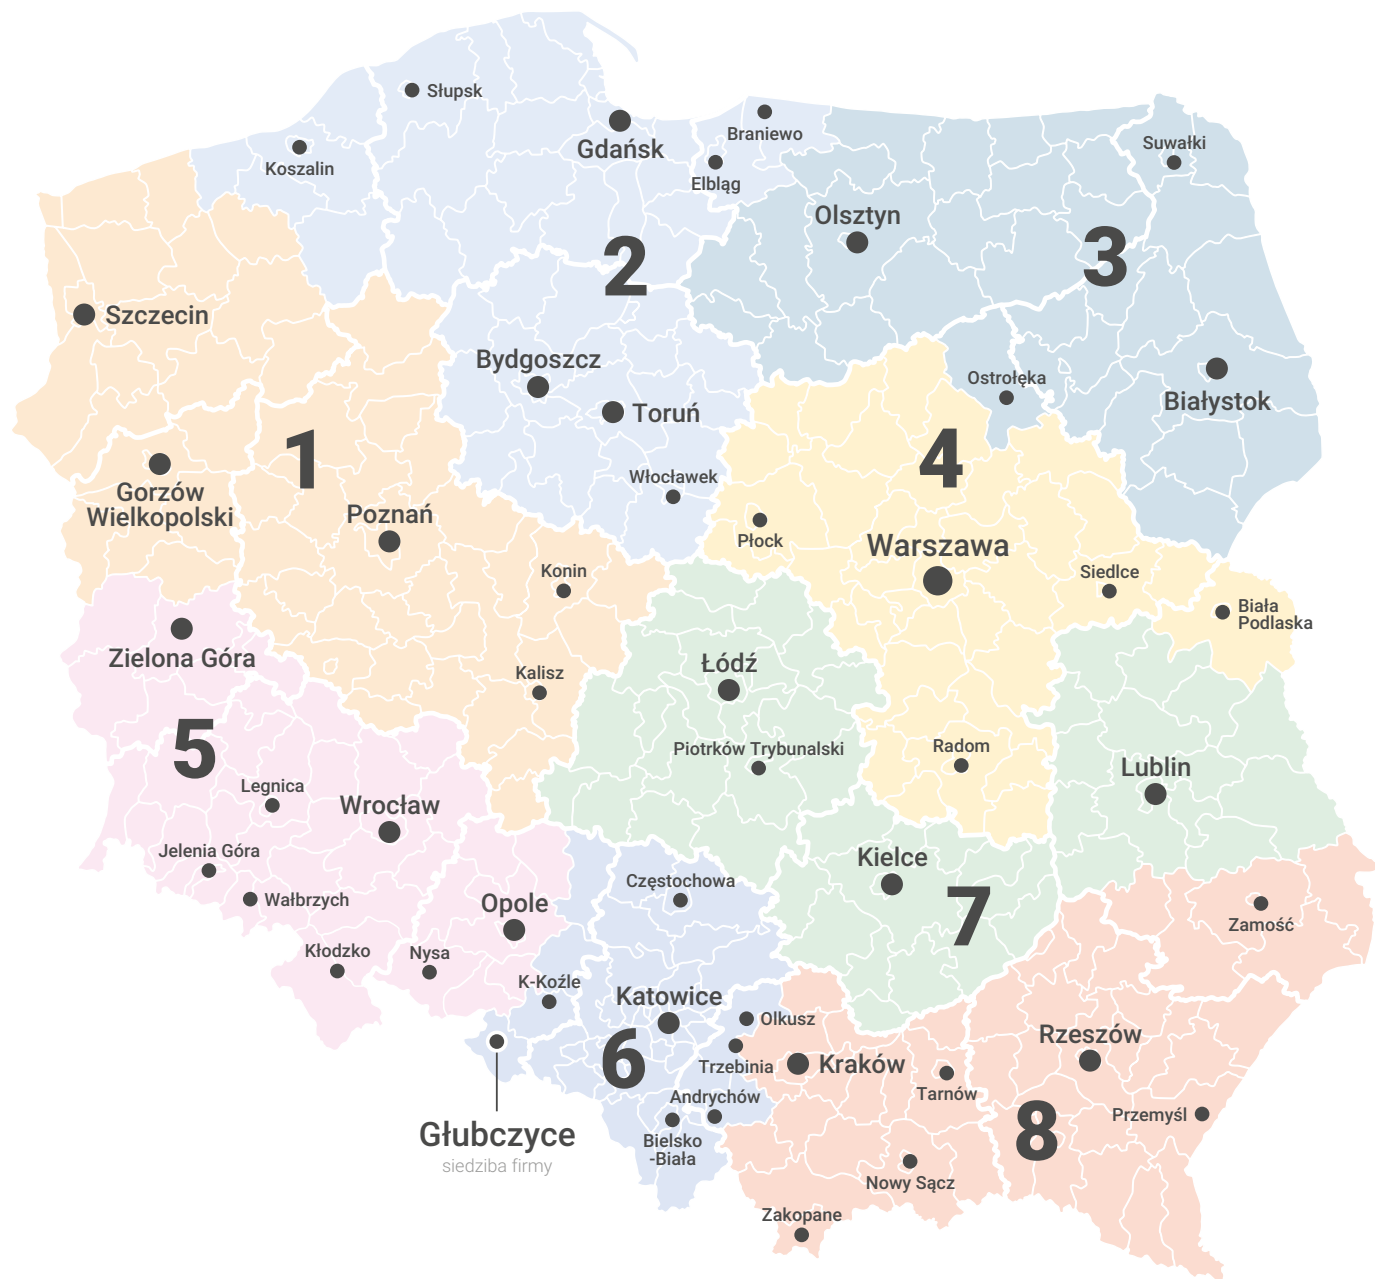 Słupsk
Gdańsk
Braniewo
Koszalin
Elbląg
Suwałki
Olsztyn
2
3
Szczecin
Bydgoszcz
Toruń
Ostrołęka
Białystok
1
4
Gorzów
Wielkopolski
Włocławek
Poznań
Płock
Warszawa
Konin
Siedlce
Biała
Podlaska
Zielona Góra
Łódź
Kalisz
5
Piotrków Trybunalski
Radom
Legnica
Wrocław
Lublin
Jelenia Góra
Kielce
Wałbrzych
Częstochowa
Opole
7
Zamość
Kłodzko
Nysa
K-Koźle
Katowice
Olkusz
6
Trzebinia
Kraków
Rzeszów
Tarnów
Andrychów
Przemyśl
8
Głubczyce
siedziba firmy
Bielsko
-Biała
Nowy Sącz
Zakopane